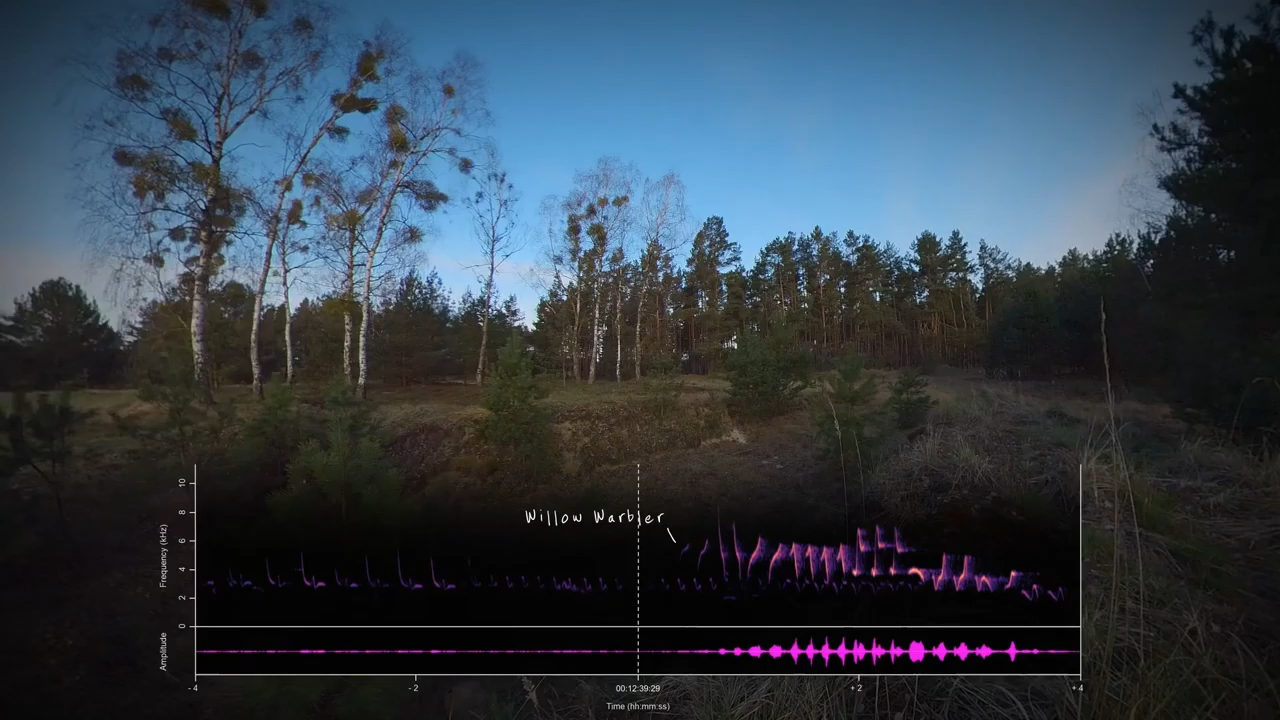 Willow Warbler
Frequency (kHz)
10
8
6
4
2
0
Amplitude
- 4
- 2
00:12:39:29
+ 2
+ 4
Time (hh:mm:ss)